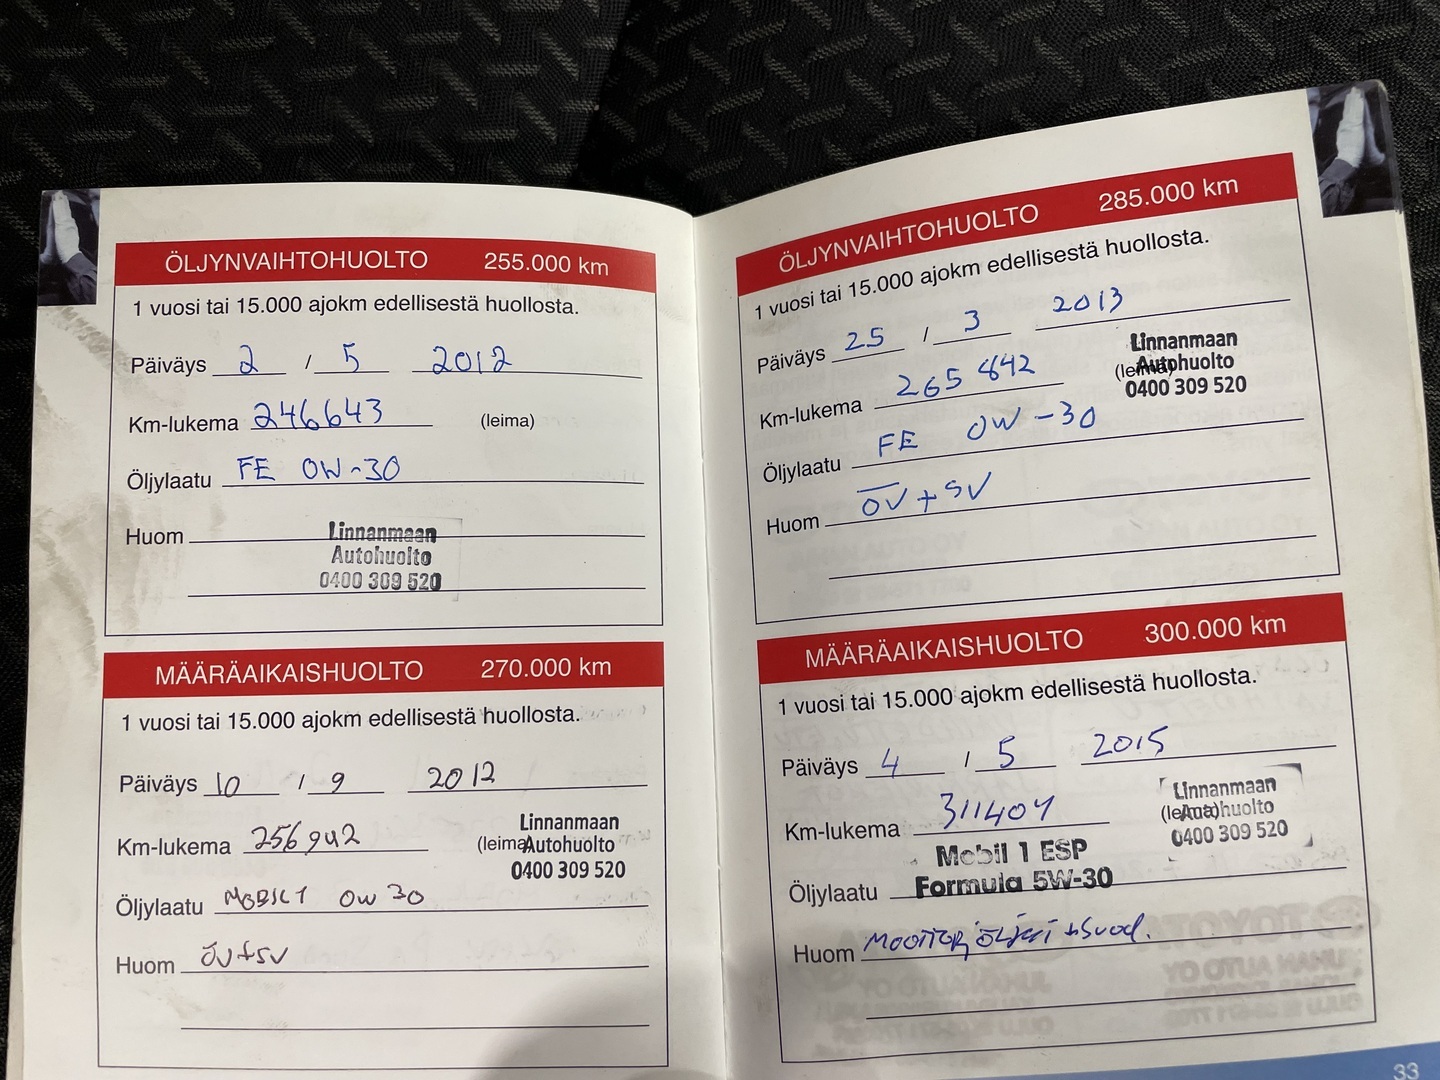 ÖLJYNVAIHTOHUOLTO 255.000 km
1 vuosi tai 15.000 ajokm edellisestä huollosta.
Päiväys 2 / 5 2012
Km-lukema 246643 (leima)
Öljylaatu FE 0W-30
Huom
Linnanmaan
Autohuolto
0400 309 520
MÄÄRÄAIKAISHUOLTO 270.000 km
1 vuosi tai 15.000 ajokm edellisestä huollosta.
Päiväys 10 / 9 2012
Km-lukema 256942 (leima)
Linnanmaan
Autohuolto
0400 309 520
Öljylaatu MOBIL 1 0W 30
Huom ÖV+SV
ÖLJYNVAIHTOHUOLTO 285.000 km
1 vuosi tai 15.000 ajokm edellisestä huollosta.
Päiväys 25 / 3 2013
Km-lukema 265842 (leima)
Linnanmaan
Autohuolto
0400 309 520
Öljylaatu FE 0W-30
Huom ÖV+SV
MÄÄRÄAIKAISHUOLTO 300.000 km
1 vuosi tai 15.000 ajokm edellisestä huollosta.
Päiväys 4 / 5 2015
Km-lukema 311404 (leima)
Linnanmaan
Autohuolto
0400 309 520
Öljylaatu Mobil 1 ESP
Formula 5W-30
Huom Moottoriöljyt +Suod.
33